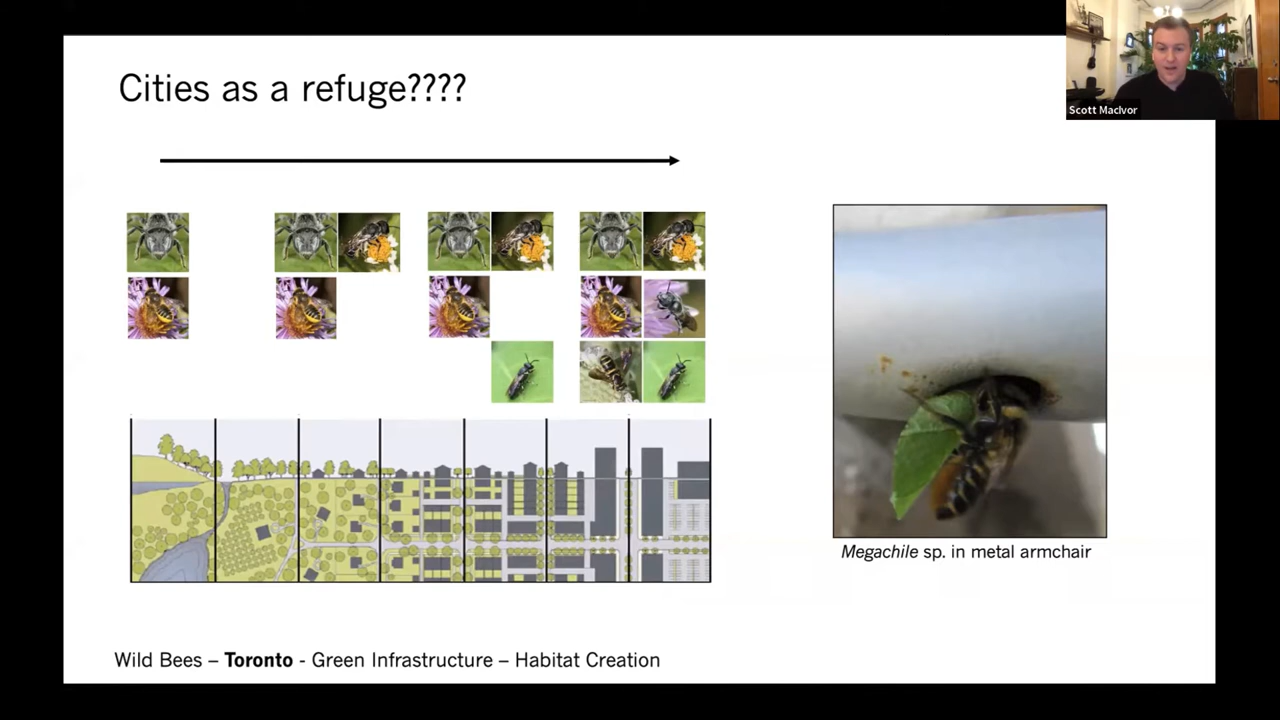 Cities as a refuge????
Scott MacIvor
Megachile sp. in metal armchair
Wild Bees – Toronto - Green Infrastructure – Habitat Creation